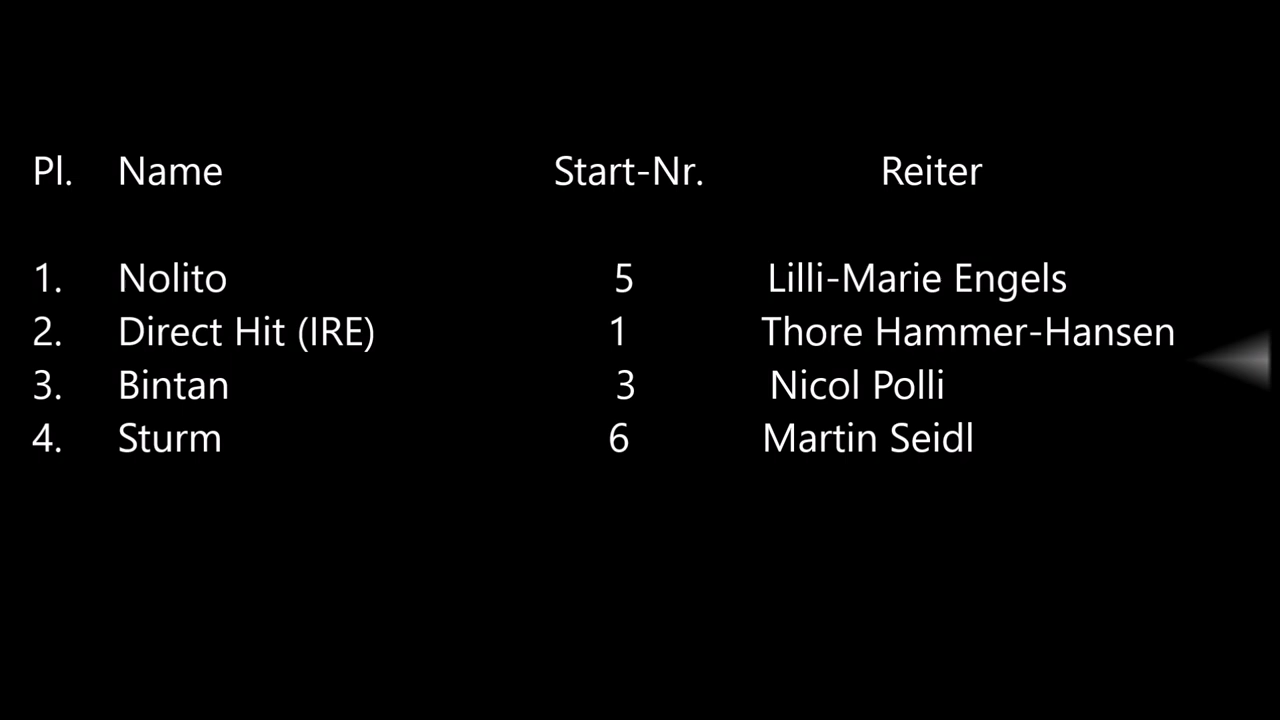 Pl. Name Start-Nr. Reiter
1. Nolito 5 Lilli-Marie Engels
2. Direct Hit (IRE) 1 Thore Hammer-Hansen
3. Bintan 3 Nicol Polli
4. Sturm 6 Martin Seidl